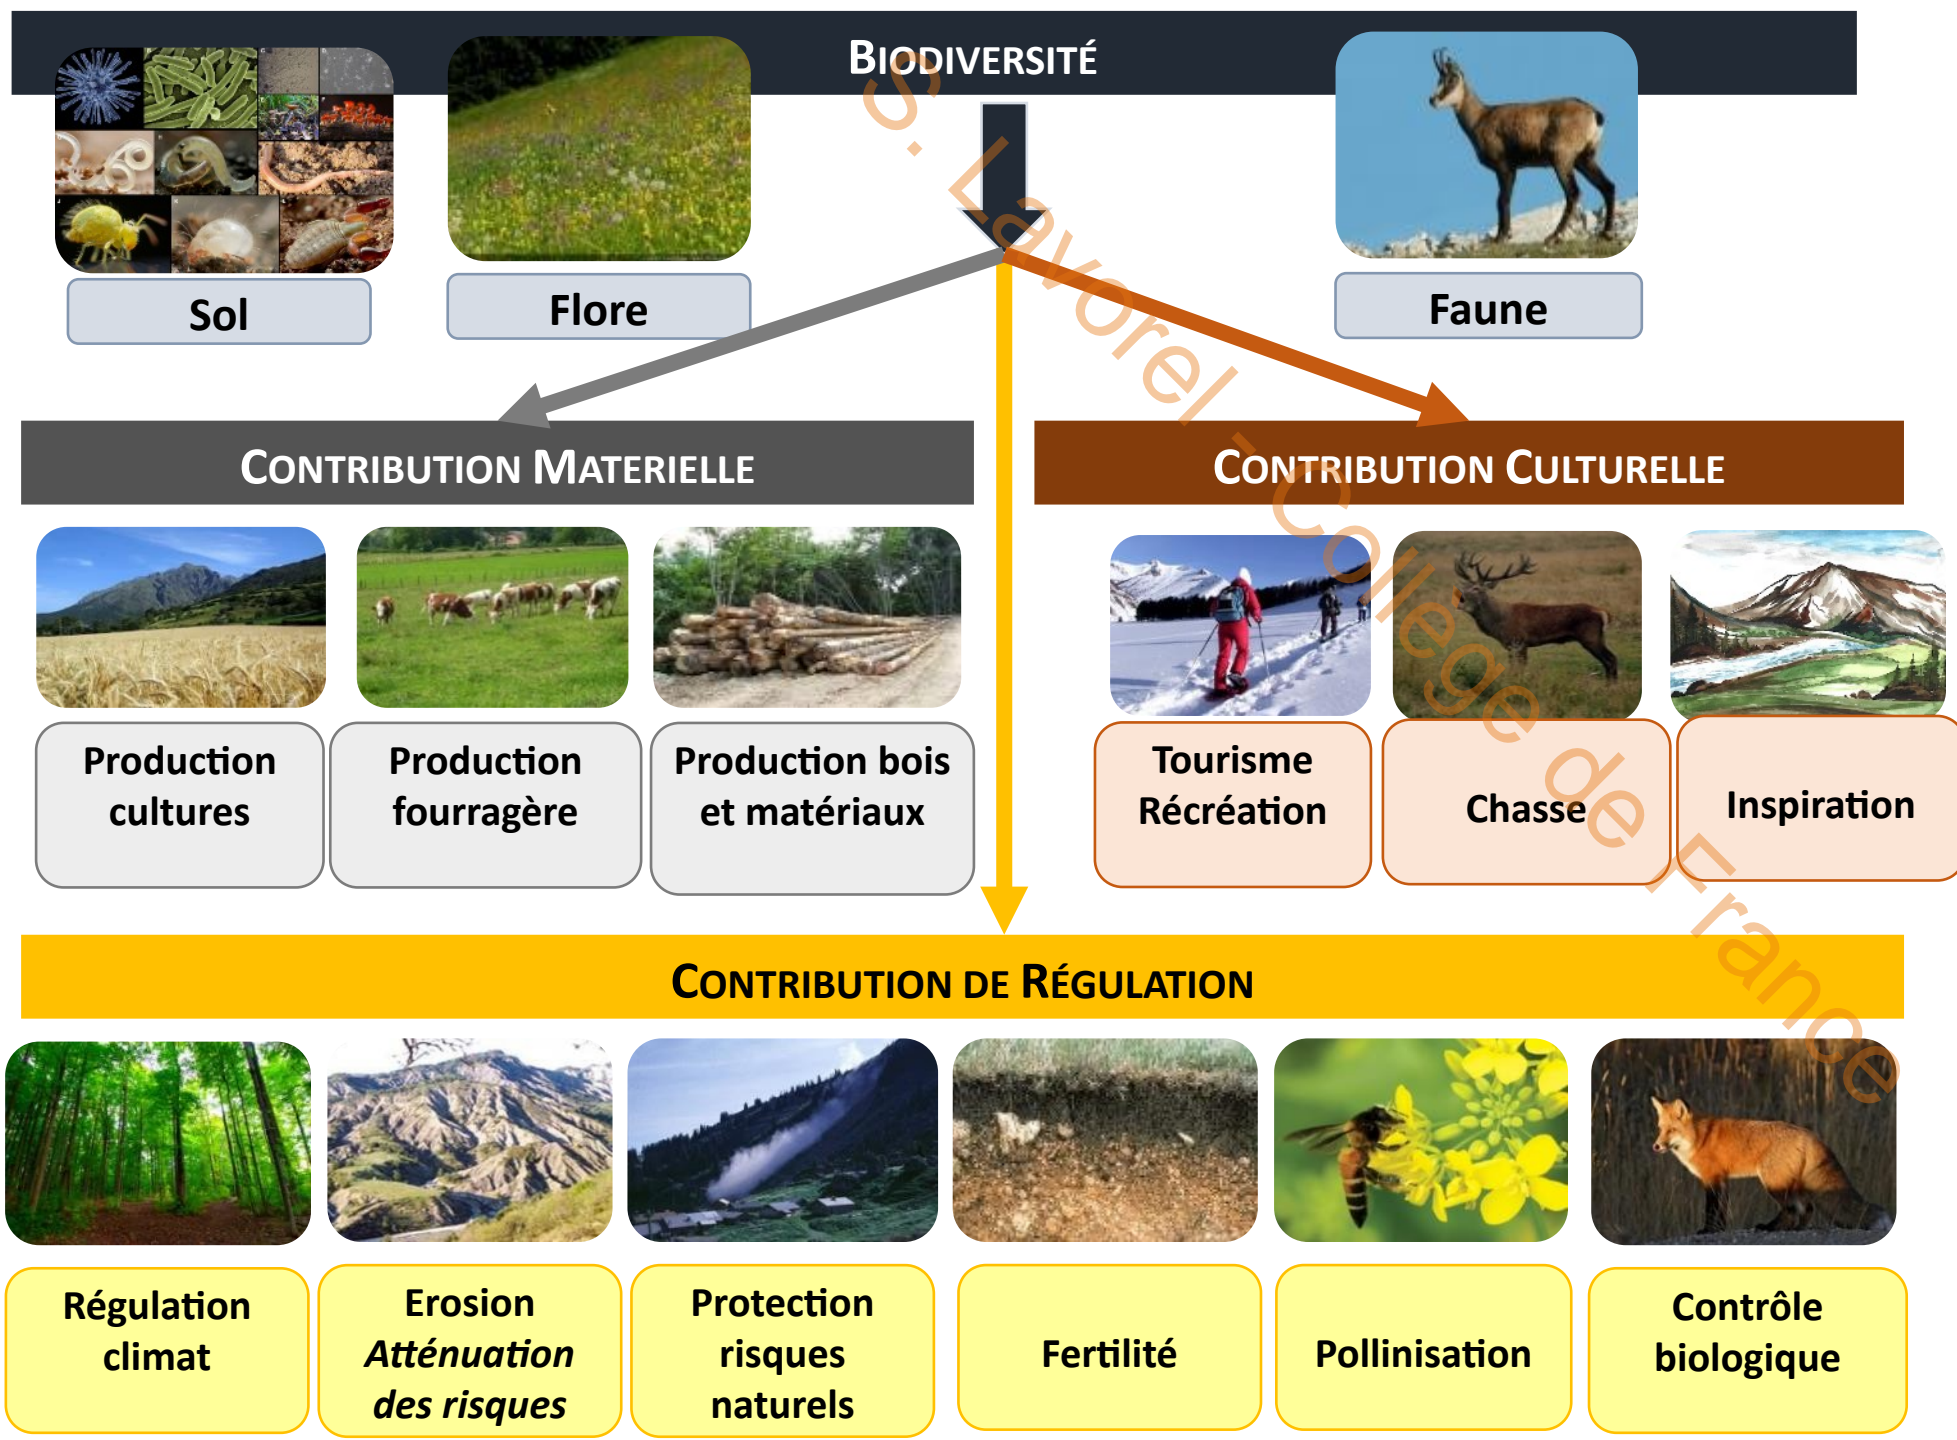 BIODIVERSITÉ
Sol
Flore
Faune
CONTRIBUTION MATERIELLE
CONTRIBUTION CULTURELLE
Production
cultures
Production
fourragère
Production bois
et matériaux
Tourisme
Récréation
Chasse
Inspiration
CONTRIBUTION DE RÉGULATION
Régulation
climat
Erosion
Atténuation
des risques
Protection
risques
naturels
Fertilité
Pollinisation
Contrôle
biologique
S. Lavorel - Collège de France